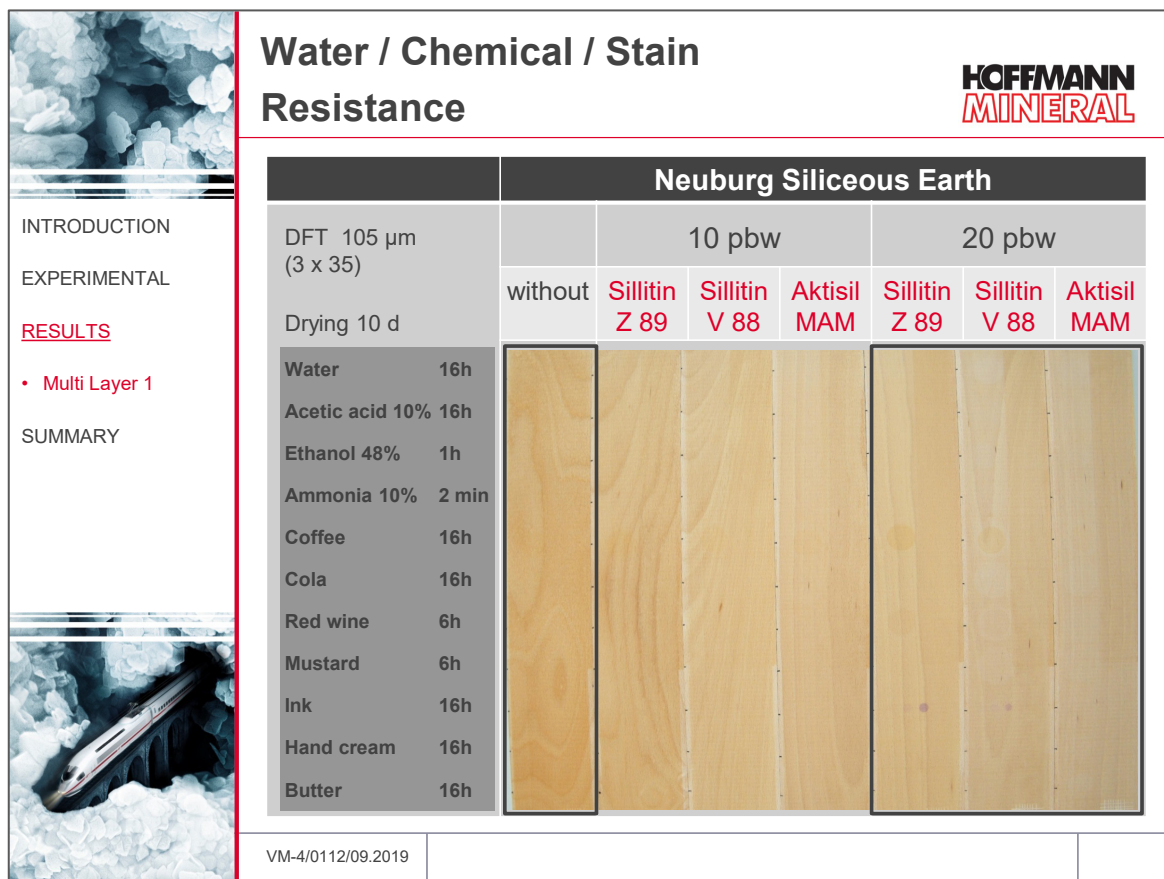 Water / Chemical / Stain
Resistance
HOFFMANN
MINERAL
INTRODUCTION
EXPERIMENTAL
RESULTS
• Multi Layer 1
SUMMARY
Neuburg Siliceous Earth
DFT 105 µm
(3 x 35)
Drying 10 d
10 pbw
20 pbw
without
Sillitin
Z 89
Sillitin
V 88
Aktisil
MAM
Sillitin
Z 89
Sillitin
V 88
Aktisil
MAM
Water 16h
Acetic acid 10% 16h
Ethanol 48% 1h
Ammonia 10% 2 min
Coffee 16h
Cola 16h
Red wine 6h
Mustard 6h
Ink 16h
Hand cream 16h
Butter 16h
VM-4/0112/09.2019